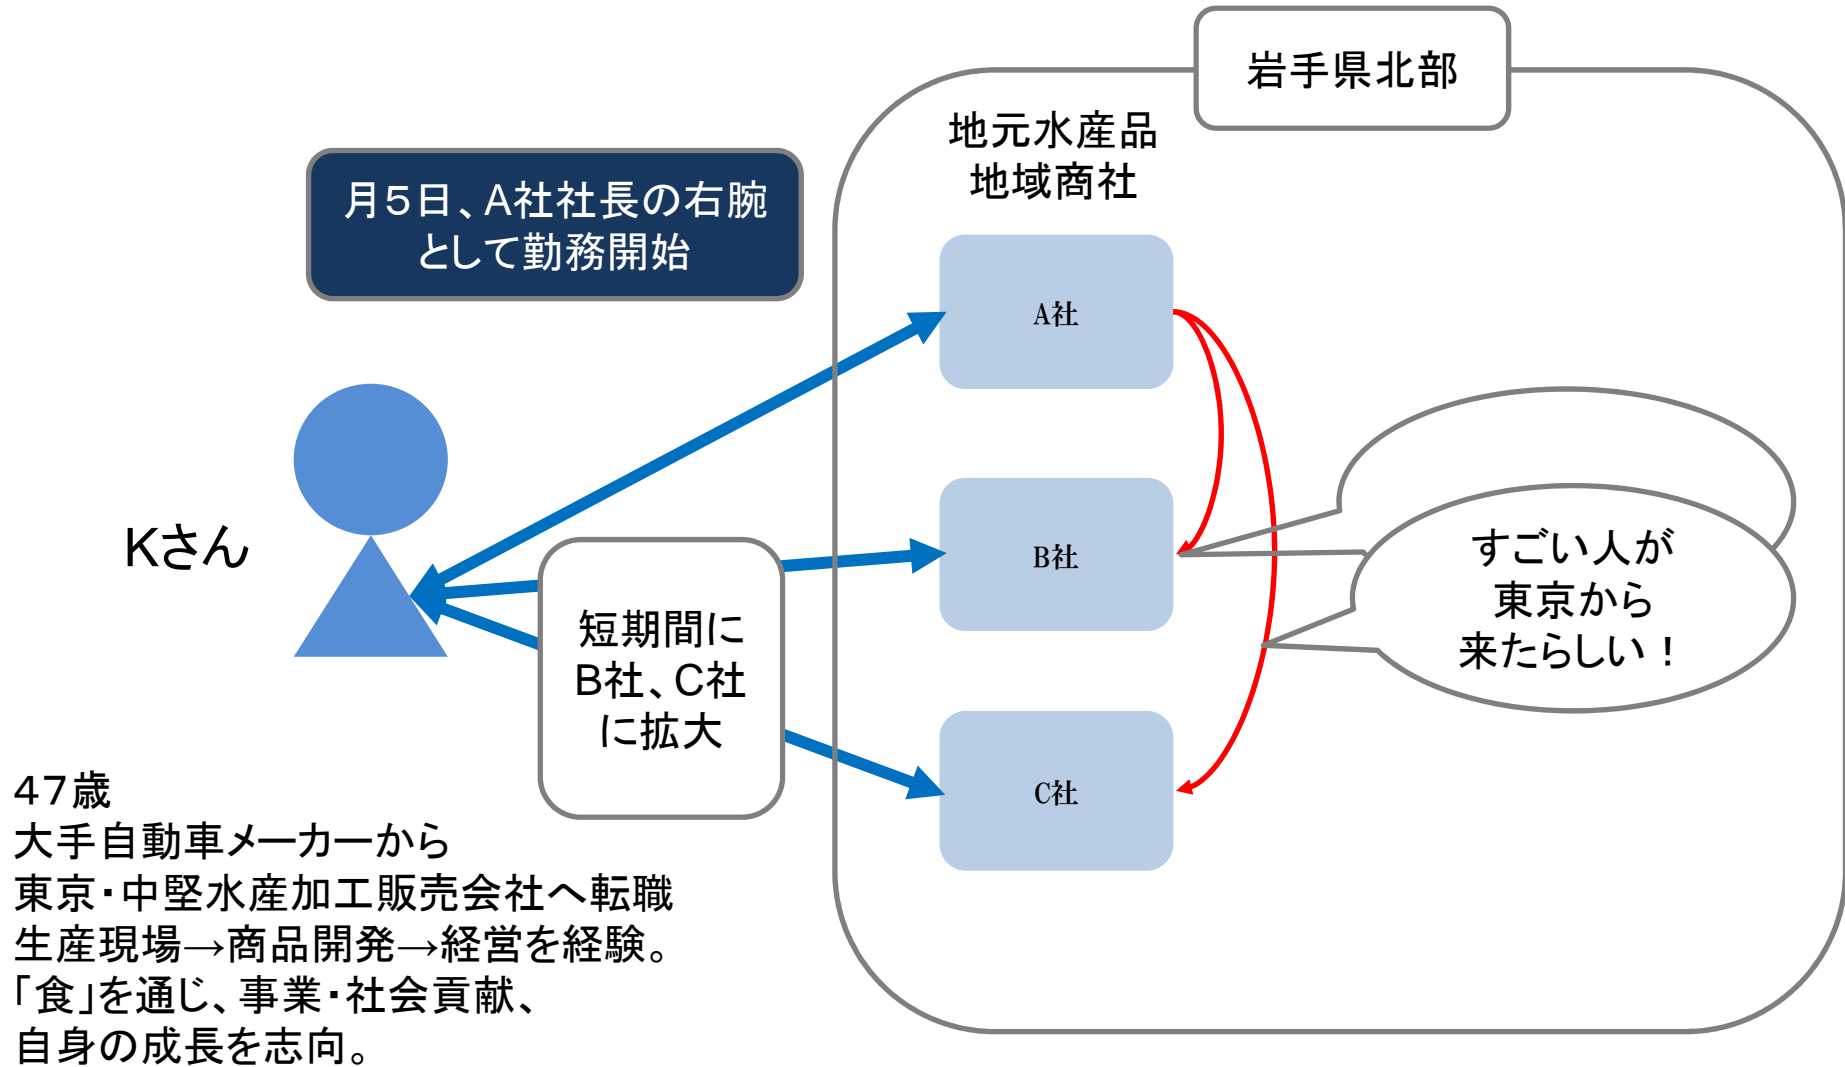 岩手県北部
地元水産品
地域商社
月５日、A社社長の右腕
として勤務開始
A社
B社
C社
Kさん
短期間に
B社、C社
に拡大
すごい人が
東京から
来たらしい！
４７歳
大手自動車メーカーから
東京・中堅水産加工販売会社へ転職
生産現場→商品開発→経営を経験。
「食」を通じ、事業・社会貢献、
自身の成長を志向。